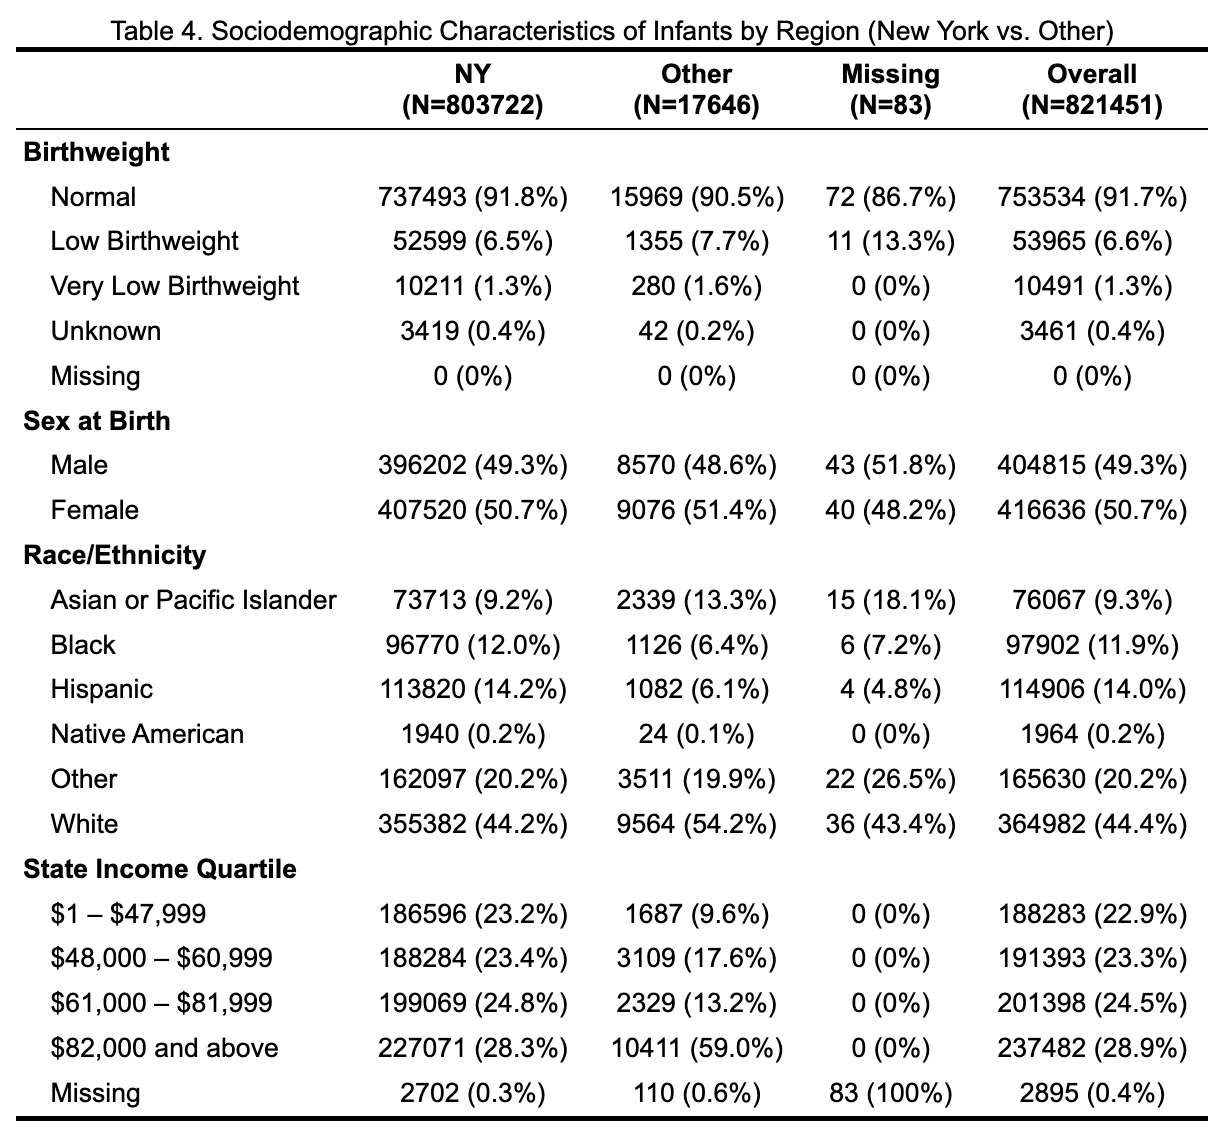 Table 4. Sociodemographic Characteristics of Infants by Region (New York vs. Other)
NY Other Missing Overall
(N=803722) (N=17646) (N=83) (N=821451)
Birthweight
Normal 737493 (91.8%) 15969 (90.5%) 72 (86.7%) 753534 (91.7%)
Low Birthweight 52599 (6.5%) 1355 (7.7%) 11 (13.3%) 53965 (6.6%)
Very Low Birthweight 10211 (1.3%) 280 (1.6%) 0 (0%) 10491 (1.3%)
Unknown 3419 (0.4%) 42 (0.2%) 0 (0%) 3461 (0.4%)
Missing 0 (0%) 0 (0%) 0 (0%) 0 (0%)
Sex at Birth
Male 396202 (49.3%) 8570 (48.6%) 43 (51.8%) 404815 (49.3%)
Female 407520 (50.7%) 9076 (51.4%) 40 (48.2%) 416636 (50.7%)
Race/Ethnicity
Asian or Pacific Islander 73713 (9.2%) 2339 (13.3%) 15 (18.1%) 76067 (9.3%)
Black 96770 (12.0%) 1126 (6.4%) 6 (7.2%) 97902 (11.9%)
Hispanic 113820 (14.2%) 1082 (6.1%) 4 (4.8%) 114906 (14.0%)
Native American 1940 (0.2%) 24 (0.1%) 0 (0%) 1964 (0.2%)
Other 162097 (20.2%) 3511 (19.9%) 22 (26.5%) 165630 (20.2%)
White 355382 (44.2%) 9564 (54.2%) 36 (43.4%) 364982 (44.4%)
State Income Quartile
$1 – $47,999 186596 (23.2%) 1687 (9.6%) 0 (0%) 188283 (22.9%)
$48,000 – $60,999 188284 (23.4%) 3109 (17.6%) 0 (0%) 191393 (23.3%)
$61,000 – $81,999 199069 (24.8%) 2329 (13.2%) 0 (0%) 201398 (24.5%)
$82,000 and above 227071 (28.3%) 10411 (59.0%) 0 (0%) 237482 (28.9%)
Missing 2702 (0.3%) 110 (0.6%) 83 (100%) 2895 (0.4%)